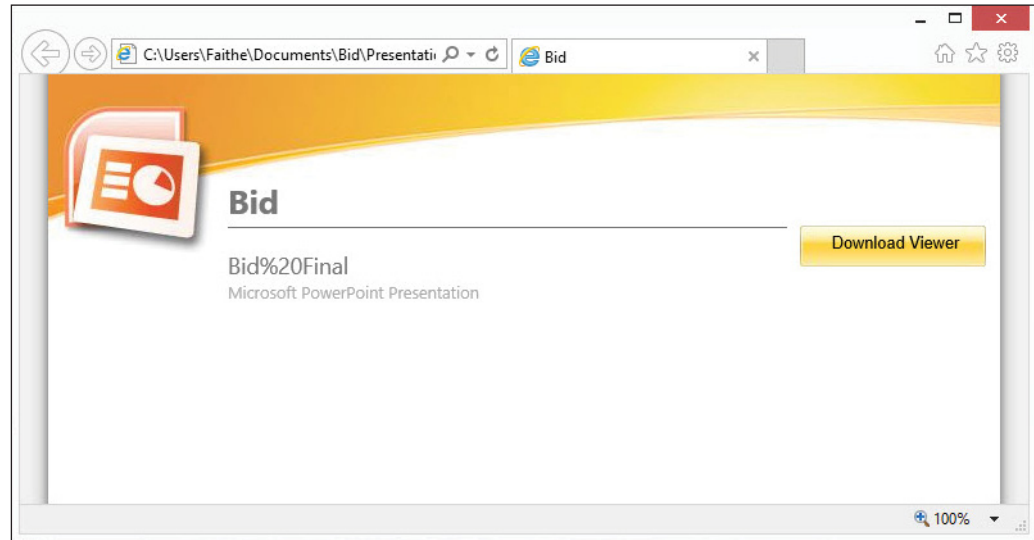 C:\Users\Faithe\Documents\Bid\Presentati
Bid
Bid
Download Viewer
Bid%20Final
Microsoft PowerPoint Presentation
100%